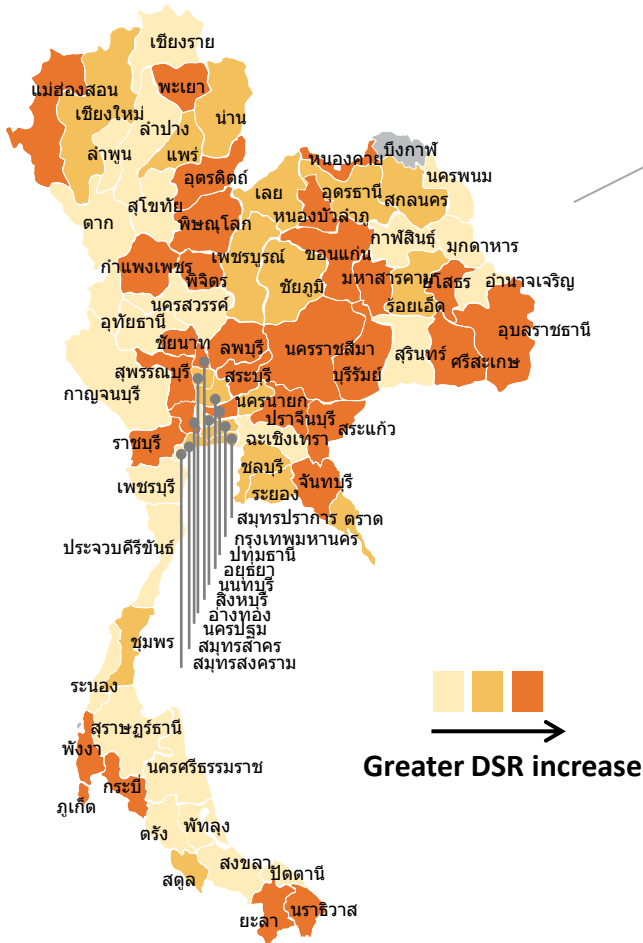 เชียงราย
แม่ฮ่องสอน
พะเยา
เชียงใหม่
น่าน
ลำปาง
แพร่
ลำพูน
อุตรดิตถ์
หนองคาย
บึงกาฬ
นครพนม
เลย
อุดรธานี
สกลนคร
สุโขทัย
ตาก
หนองบัวลำภู
พิษณุโลก
กาฬสินธุ์
มุกดาหาร
ขอนแก่น
เพชรบูรณ์
กำแพงเพชร
พิจิตร
ชัยภูมิ
มหาสารคาม
ยโสธร
อำนาจเจริญ
ร้อยเอ็ด
นครสวรรค์
อุทัยธานี
อุบลราชธานี
ชัยนาท
ลพบุรี
นครราชสีมา
สุรินทร์
ศรีสะเกษ
สุพรรณบุรี
สระบุรี
บุรีรัมย์
กาญจนบุรี
นครนายก
ปราจีนบุรี
สระแก้ว
ราชบุรี
ฉะเชิงเทรา
ชลบุรี
จันทบุรี
เพชรบุรี
ระยอง
ตราด
สมุทรปราการ
กรุงเทพมหานคร
ประจวบคีรีขันธ์
ปทุมธานี
อยุธยา
นนทบุรี
สิงหบุรี
อ่างทอง
นครปฐม
สมุทรสาคร
สมุทรสงคราม
ชุมพร
ระนอง
สุราษฎร์ธานี
พังงา
นครศรีธรรมราช
กระบี่
ภูเก็ต
ตรัง
พัทลุง
สงขลา
ปัตตานี
สตูล
ยะลา
นราธิวาส
Greater DSR increase